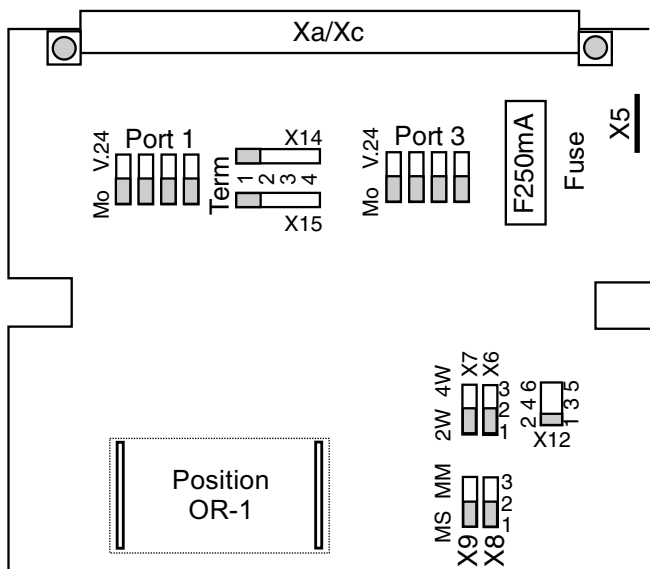 Xa/Xc
X5
V.24
Port 1
Mo
Term
X14
1 2 3 4
X15
V.24
Port 3
Mo
F250mA
Fuse
X7
X6
4W
2W
3
2
1
2 4 6
1 3 5
X12
Position
OR-1
MM
MS
3
2
1
X9
X8